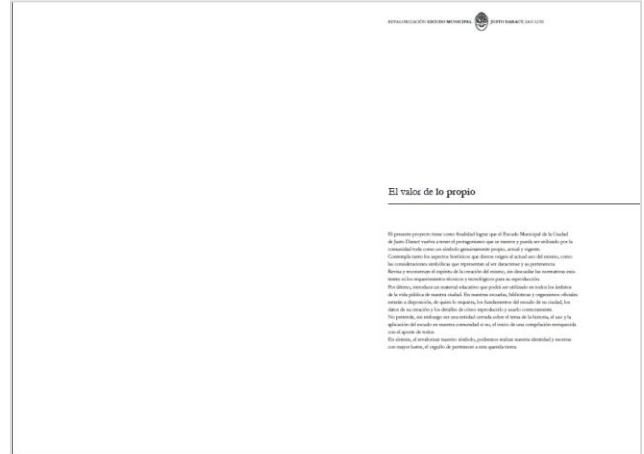 REVALORIZACIÓN ESCUDO MUNICIPAL JUSTO DARACT, SAN LUIS
El valor de lo propio
El presente proyecto tiene como finalidad lograr que el Escudo Municipal de la Ciudad
de Justo Daract vuelva a tener el protagonismo que se merece y pueda ser utilizado por la
comunidad toda como un símbolo genuinamente propio, actual y vigente.
Contempla tanto los aspectos históricos que dieron origen al actual uso del mismo, como
las consideraciones simbólicas que representan al ser daractense y su pertenencia.
Revisa y reconstruye el espíritu de la creación del mismo, sin descuidar las normativas exis-
tentes ni los requerimientos técnicos y tecnológicos para su reproducción.
Por último, introduce un material educativo que podrá ser utilizado en todos los ámbitos
de la vida pública de nuestra ciudad. En nuestras escuelas, bibliotecas y organismos oficiales
estarán a disposición, de quien lo requiera, los fundamentos del escudo de su ciudad, los
datos de su creación y los detalles de cómo reproducirlo y usarlo correctamente.
No pretende, sin embargo ser una entidad cerrada sobre el tema de la historia, el uso y la
aplicación del escudo en nuestra comunidad si no, el inicio de una compilación enriquecida
con el aporte de todos.
En síntesis, al revalorizar nuestro símbolo, podremos realzar nuestra identidad y mostrar
con mayor lustre, el orgullo de pertenecer a esta querida tierra.